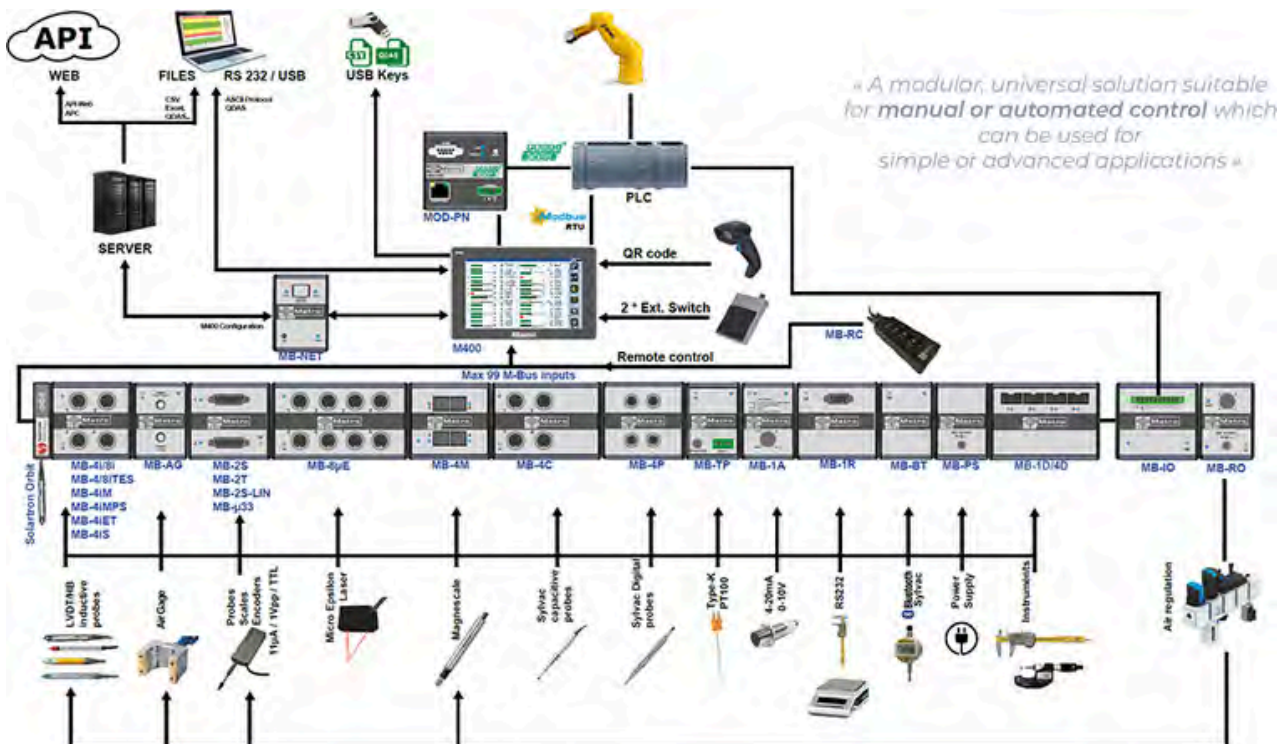 API
WEB
FILES
RS 232 / USB
CSV
QDAS
USB Keys
API Web
APC
CSV,
Excel,
QDAS...
ASCII Protocol
QDAS
« A modular, universal solution suitable
for manual or automated control which
can be used for
simple or advanced applications »
MOD-PN
PLC
Modbus
RTU
SERVER
QR code
2 * Ext. Switch
M400 Configuration
MB-NET
M400
MB-RC
Remote control
Max 99 M-Bus inputs
Metro
Solartron Orbit
MB-4i/8i
MB-4/8iTES
MB-4iM
MB-4iMPS
MB-4iET
MB-4iS
MB-AG
MB-2S
MB-2T
MB-2S-LIN
MB-µ33
MB-8µE
MB-4M
MB-4C
MB-4P
MB-TP
MB-1A
MB-1R
MB-BT
MB-PS
MB-1D/4D
MB-IO
MB-RO
LVDT/HB
inductive
probes
Air Gage
Probes
Scales
Encoders
11µA / 1Vpp / TTL
Micro Epsilon
Laser
Magnescale
Sylvac
capacitive
probes
Sylvac Digital
probes
Type-K
PT100
4-20mA
0-10V
RS232
Bluetooth
Sylvac
Power
Supply
Instruments
Air regulation